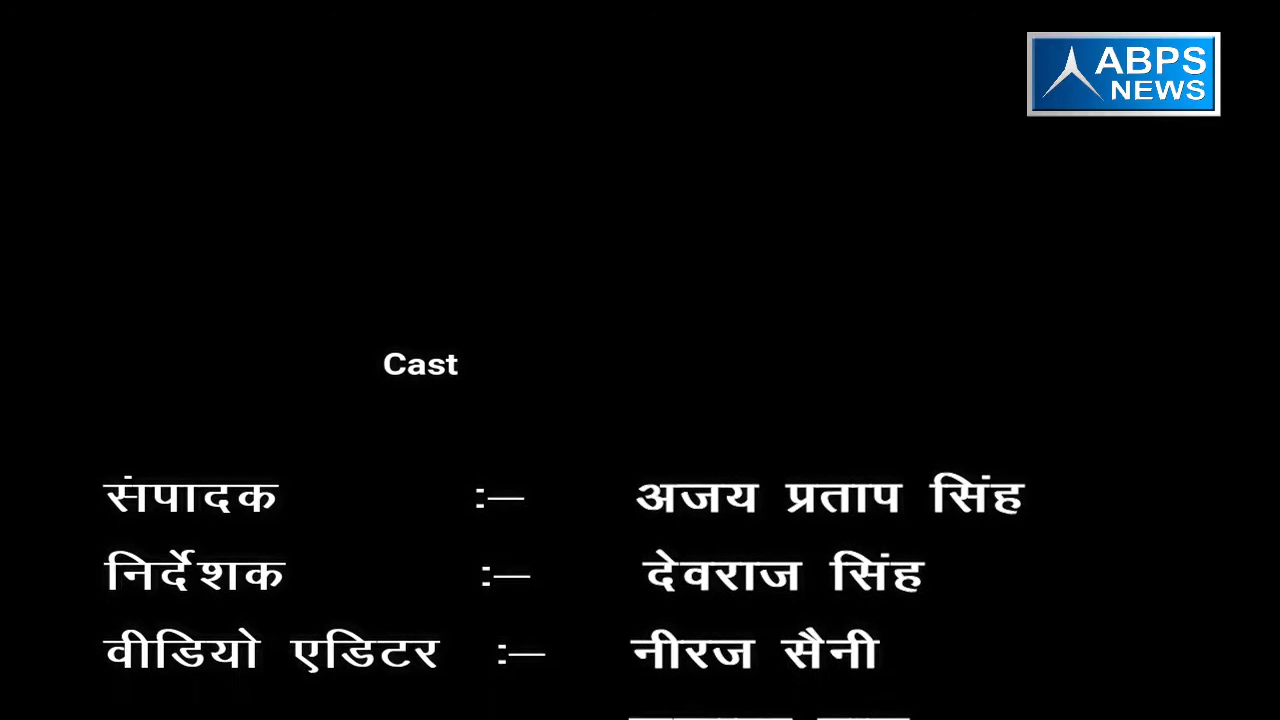 ABPS
NEWS
Cast
संपादक :— अजय प्रताप सिंह
निर्देशक :— देवराज सिंह
वीडियो एडिटर :— नीरज सैनी